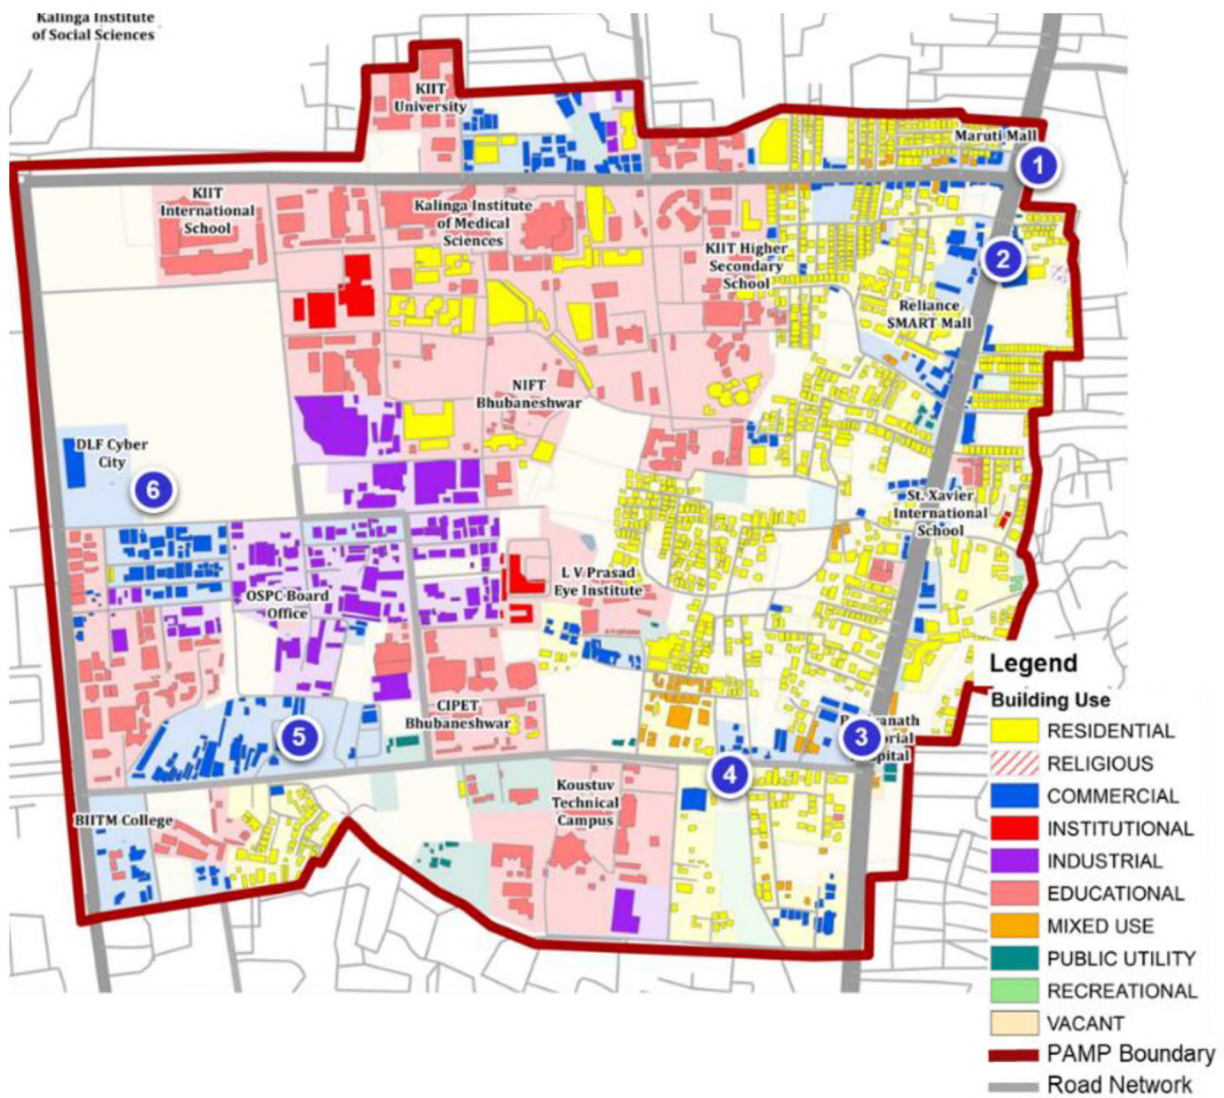 Kalinga Institute
of Social Sciences
KIIT
University
Maruti Mall
1
KIIT
International
School
Kalinga Institute
of Medical
Sciences
KIIT Higher
Secondary
School
2
Reliance
SMART Mall
NIFT
Bhubaneshwar
DLF Cyber
City
6
St. Xavier
International
School
L V Prasad
Eye Institute
OSPC Board
Office
CIPET
Bhubaneshwar
5
3
4
Koustuv
Technical
Campus
BIITM College
Legend
Building Use
RESIDENTIAL
RELIGIOUS
COMMERCIAL
INSTITUTIONAL
INDUSTRIAL
EDUCATIONAL
MIXED USE
PUBLIC UTILITY
RECREATIONAL
VACANT
PAMP Boundary
Road Network